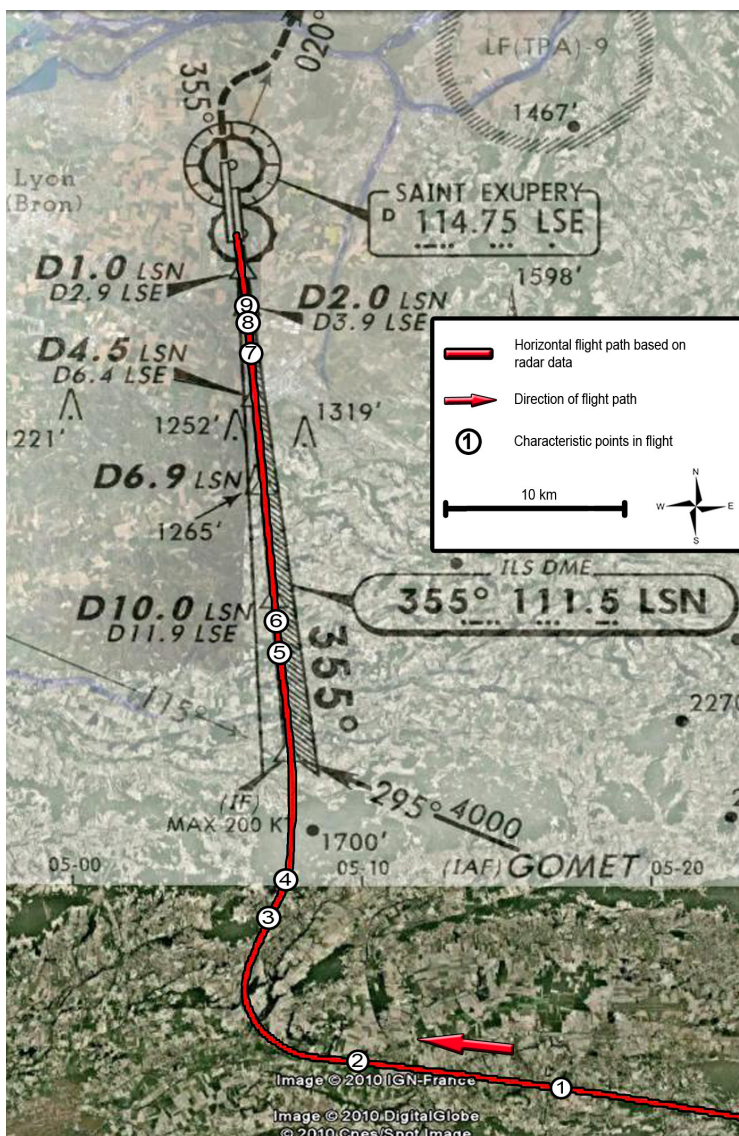 LF(TPA)-9
355°
020°
1467'
Lyon
(Bron)
SAINT EXUPERY
D 114.75 LSE
D1.0 LSN
D2.9 LSE
1598'
D2.0 LSN
D3.9 LSE
9
8
7
D4.5 LSN
D6.4 LSE
Horizontal flight path based on
radar data
Direction of flight path
1 Characteristic points in flight
10 km
N
W E
S
1252'
1319'
1221'
D6.9 LSN
1265'
ILS DME
355° 111.5 LSN
D10.0 LSN
D11.9 LSE
6
5
355°
115°
2270
(IF)
MAX 200 K
295° 4000
1700'
05-00
05-10
(IAF) GOMET
05-20
4
3
2
1
Image © 2010 IGN-France
Image © 2010 DigitalGlobe
© 2010 Cnes/Spot Image